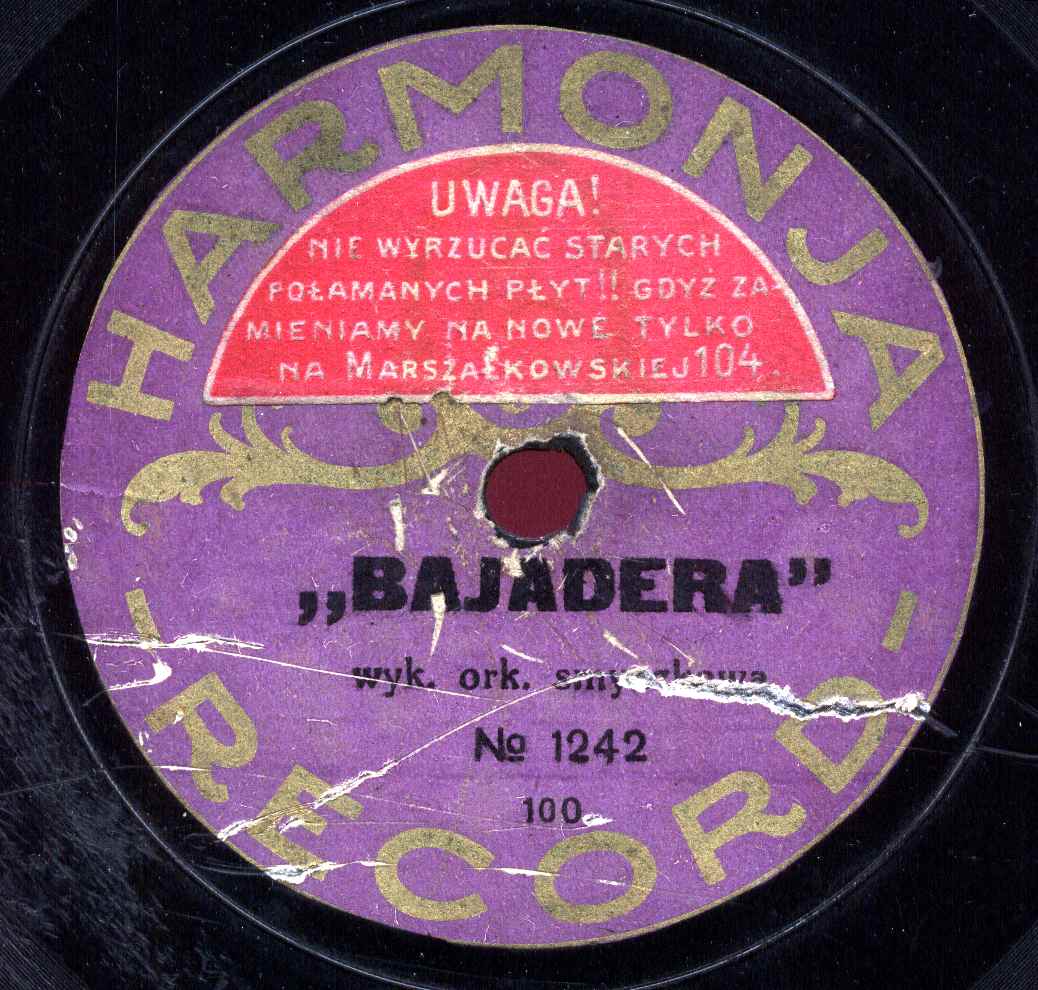 HARMONJA
UWAGA!
NIE WYRZUCAĆ STARYCH
POŁAMANYCH PŁYT!! GDYŻ ZA-
MIENIAMY NA NOWE TYLKO
NA MARSZAŁKOWSKIEJ 104.
„BAJADERA”
wyk. ork. smyczkowa
№ 1242
100
- RECORD -